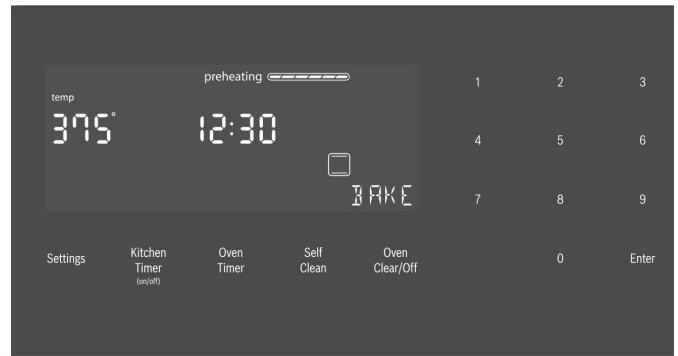 preheating
temp
375° 12:30
BAKE
1 2 3
4 5 6
7 8 9
0 Enter
Settings
Kitchen
Timer
(on/off)
Oven
Timer
Self
Clean
Oven
Clear/Off